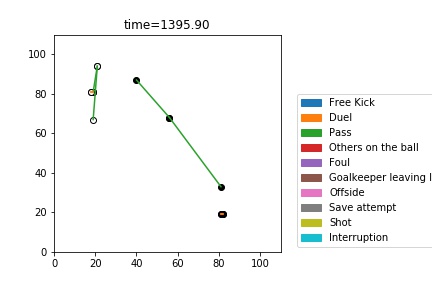 time=1395.90
100
80
60
40
20
0
0 20 40 60 80 100
Free Kick
Duel
Pass
Others on the ball
Foul
Goalkeeper leaving l
Offside
Save attempt
Shot
Interruption